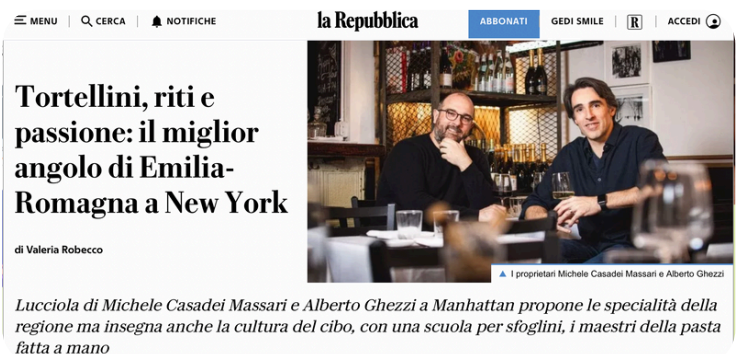 MENU CERCA NOTIFICHE la Repubblica ABBONATI GEDI SMILE R ACCEDI
Tortellini, riti e
passione: il miglior
angolo di Emilia-
Romagna a New York
di Valeria Robecco
I proprietari Michele Casadei Massari e Alberto Ghezzi
Lucciola di Michele Casadei Massari e Alberto Ghezzi a Manhattan propone le specialità della
regione ma insegna anche la cultura del cibo, con una scuola per sfoglini, i maestri della pasta
fatta a mano